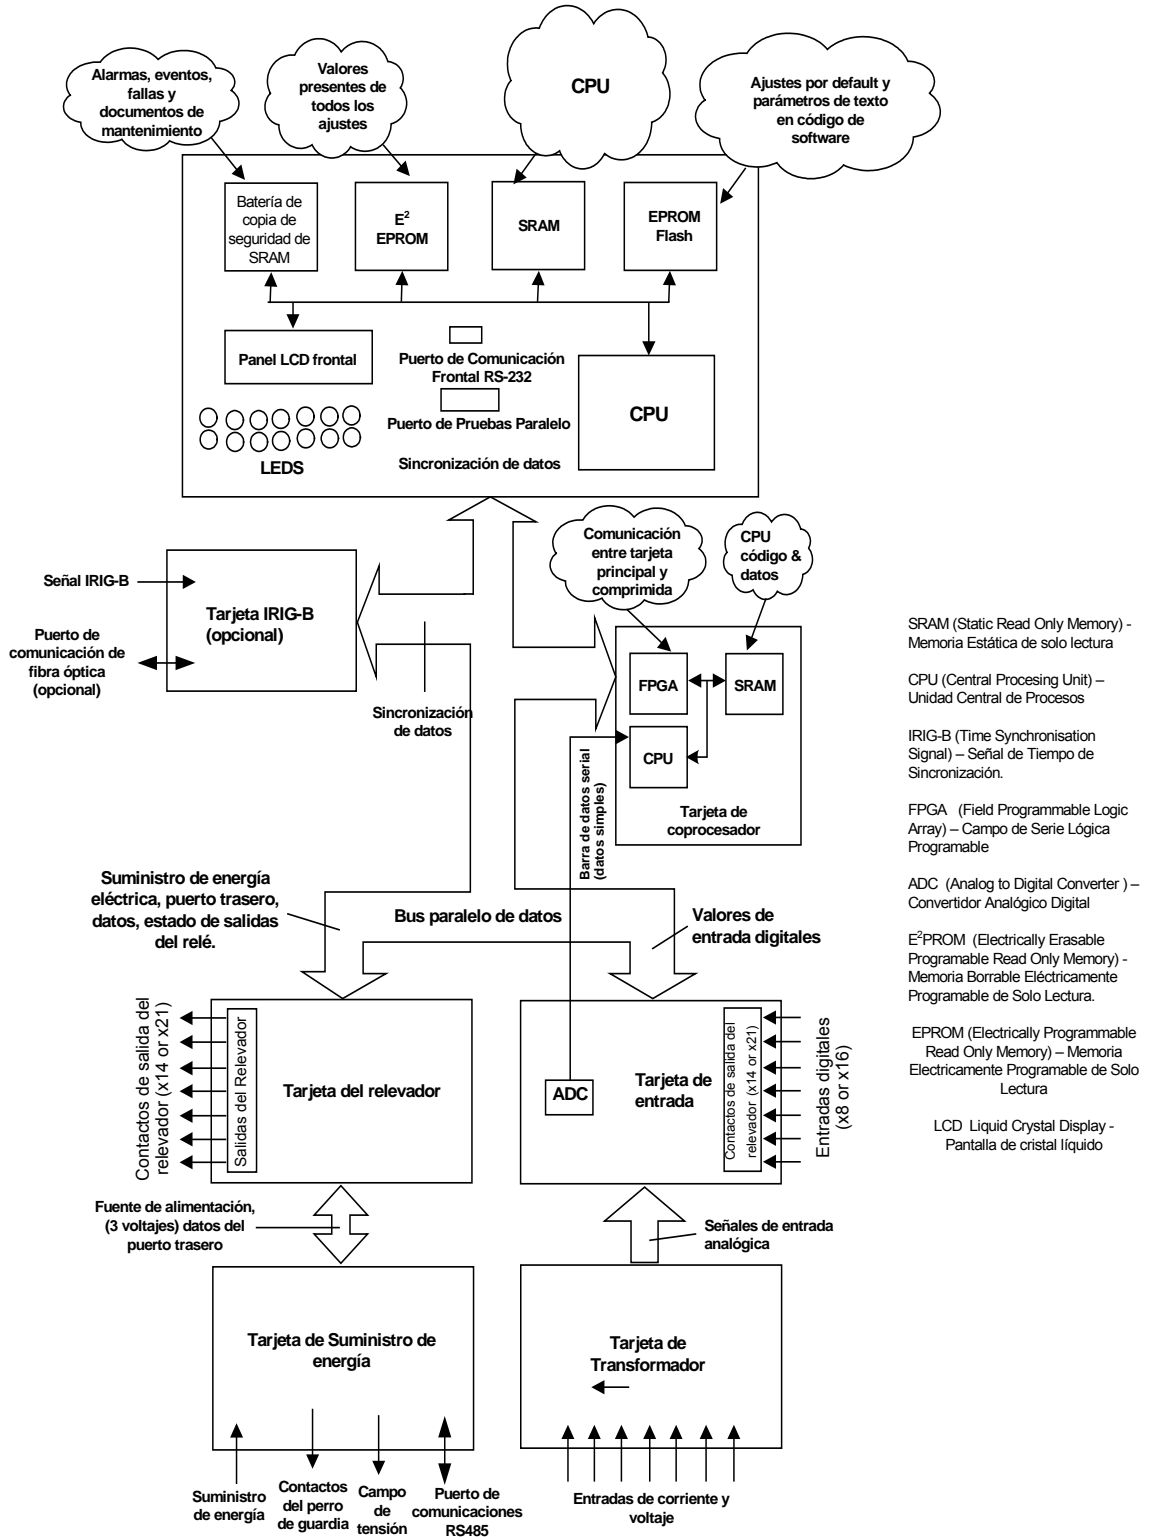 Alarmas, eventos,
fallas y
documentos de
mantenimiento
Valores
presentes de
todos los
ajustes
CPU
Ajustes por default y
parámetros de texto
en código de
software
Batería de
copia de
seguridad de
SRAM
E²
EPROM
SRAM
EPROM
Flash
Panel LCD frontal
Puerto de Comunicación
Frontal RS-232
Puerto de Pruebas Paralelo
CPU
LEDS
Sincronización de datos
Comunicación
entre tarjeta
principal y
comprimida
CPU
código &
datos
Señal IRIG-B
Tarjeta IRIG-B
(opcional)
Puerto de
comunicación de
fibra óptica
(opcional)
Sincronización
de datos
FPGA
SRAM
CPU
Tarjeta de
coprocesador
Barra de datos serial
(datos simples)
SRAM (Static Read Only Memory) -
Memoria Estática de solo lectura
CPU (Central Procesing Unit) –
Unidad Central de Procesos
IRIG-B (Time Synchronisation
Signal) – Señal de Tiempo de
Sincronización.
FPGA (Field Programmable Logic
Array) – Campo de Serie Lógica
Programable
ADC (Analog to Digital Converter ) –
Convertidor Analógico Digital
E²PROM (Electrically Erasable
Programable Read Only Memory) -
Memoria Borrable Eléctricamente
Programable de Solo Lectura.
EPROM (Electrically Programmable
Read Only Memory) – Memoria
Electricamente Programable de Solo
Lectura
LCD Liquid Crystal Display -
Pantalla de cristal líquido
Suministro de energía
eléctrica, puerto trasero,
datos, estado de salidas
del relé.
Bus paralelo de datos
Valores de
entrada digitales
Contactos de salida del
relevador (x14 or x21)
Salidas del Relevador
Tarjeta del relevador
ADC
Tarjeta de
entrada
Contactos de salida del
relevador (x14 or x21)
Entradas digitales
(x8 or x16)
Fuente de alimentación,
(3 voltajes) datos del
puerto trasero
Señales de entrada
analógica
Tarjeta de Suministro de
energía
Tarjeta de
Transformador
Suministro
de energía
Contactos
del perro
de guardia
Campo
de
tensión
Puerto de
comunicaciones
RS485
Entradas de corriente y
voltaje